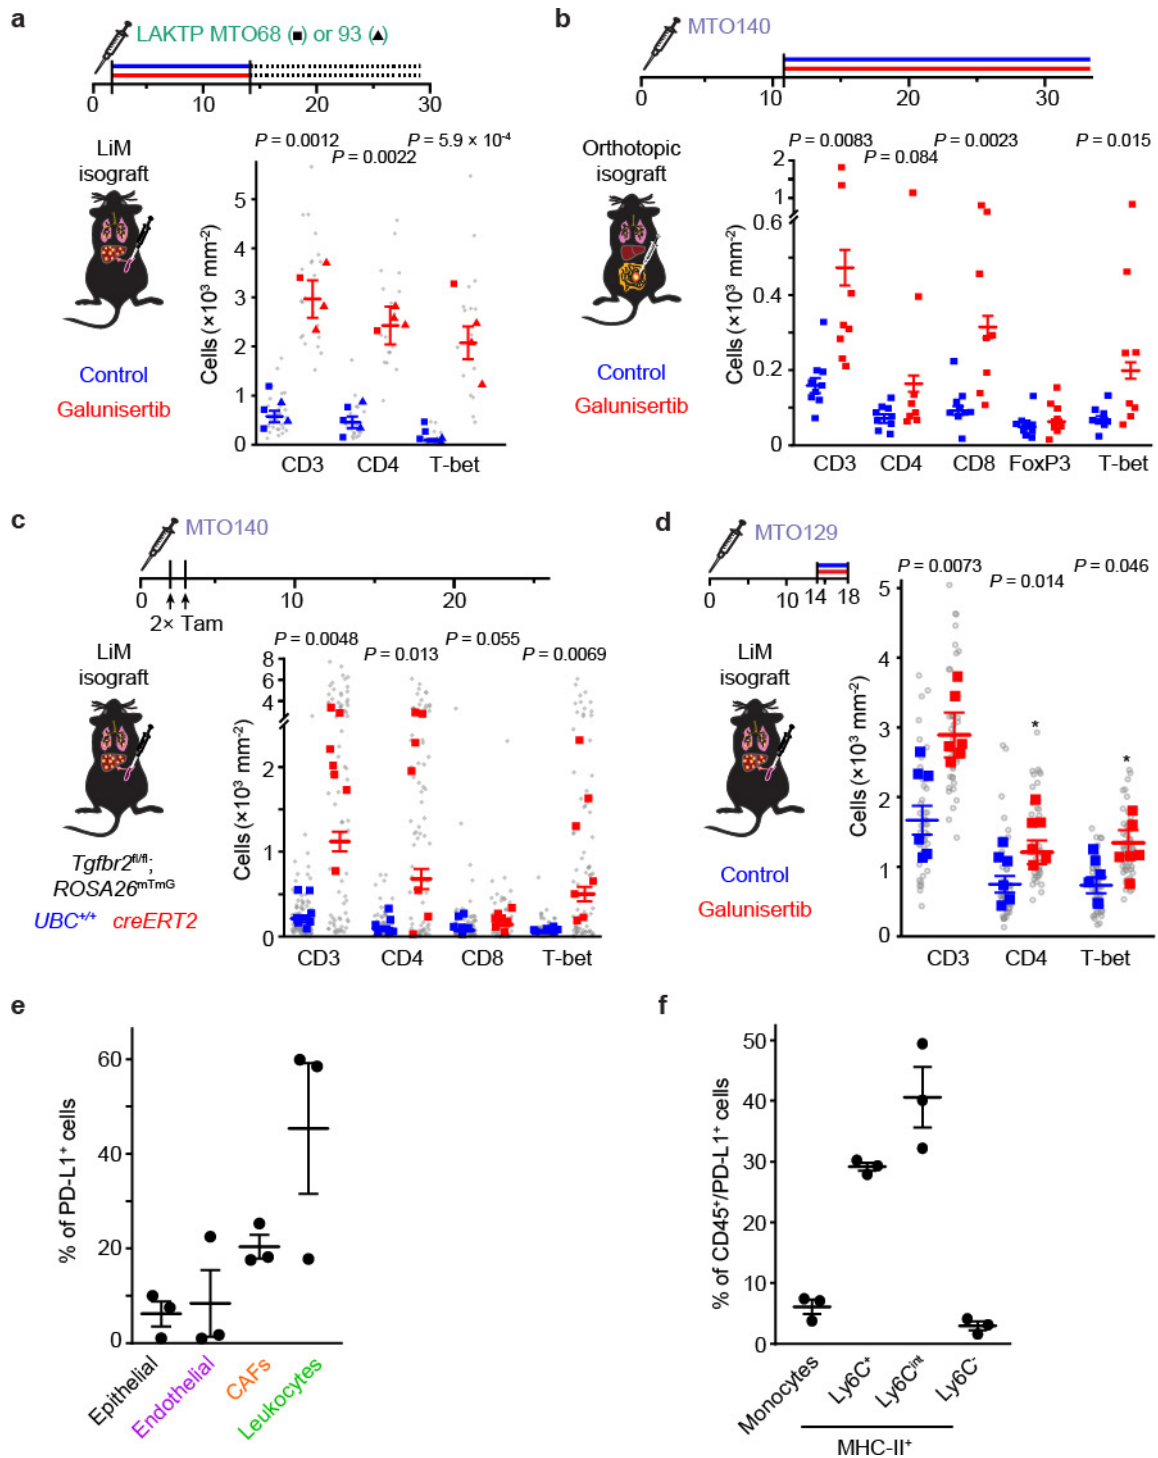 a
LAKTP MTO68 (■) or 93 (▲)
0 10 20 30
LiM
isograft
Control
Galunisertib
P = 0.0012
P = 0.0022
P = 5.9 × 10⁻⁴
Cells (×10³ mm⁻²)
5
4
3
2
1
0
CD3 CD4 T-bet
b
MTO140
0 10 20 30
Orthotopic
isograft
Control
Galunisertib
P = 0.0083
P = 0.084
P = 0.0023
P = 0.015
Cells (×10³ mm⁻²)
2
1
0.6
0.4
0.2
0
CD3 CD4 CD8 FoxP3 T-bet
c
MTO140
0 10 20
2× Tam
LiM
isograft
Tgfbr2fl/fl;
ROSA26mTmG
UBC+/+ creERT2
P = 0.0048
P = 0.013
P = 0.055
P = 0.0069
Cells (×10³ mm⁻²)
8
6
4
2
1
0
CD3 CD4 CD8 T-bet
d
MTO129
0 10 14 18
LiM
isograft
Control
Galunisertib
P = 0.0073
P = 0.014
P = 0.046
Cells (×10³ mm⁻²)
5
4
3
2
1
0
*
*
CD3 CD4 T-bet
e
% of PD-L1⁺ cells
60
40
20
0
Epithelial
Endothelial
CAFs
Leukocytes
f
% of CD45⁺/PD-L1⁺ cells
50
40
30
20
10
0
Monocytes
Ly6C⁺
Ly6Cint
Ly6C⁻
MHC-II⁺